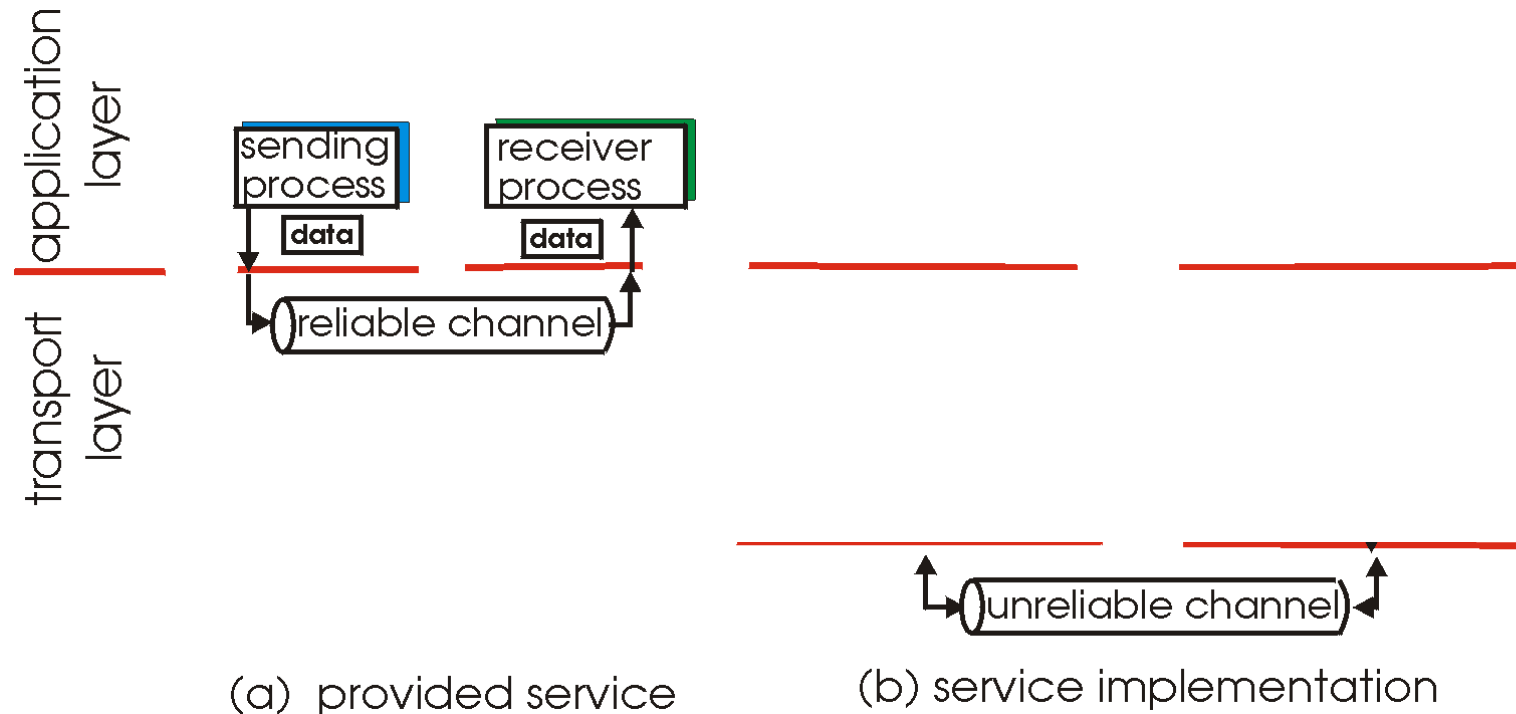 application
layer
transport
layer
sending
process
data
receiver
process
data
reliable channel
unreliable channel
(a) provided service
(b) service implementation